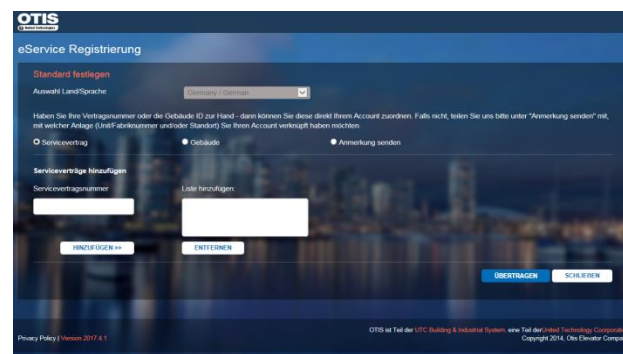 OTIS
eService Registrierung
Standard festlegen
Auswahl Land/Sprache
Germany / German
Haben Sie Ihre Vertragsnummer oder die Gebäude ID zur Hand - dann können Sie diese direkt Ihrem Account zuordnen. Falls nicht, teilen Sie uns bitte unter "Anmerkung senden" mit,
mit welcher Anlage (Unit/Fabriknummer und/oder Standort) Sie Ihren Account verknüpft haben möchten.
Servicevertrag
Gebäude
Anmerkung senden
Serviceverträge hinzufügen
Servicevertragsnummer
Liste hinzufügen:
HINZUFÜGEN >>
ENTFERNEN
ÜBERTRAGEN
SCHLIEßEN
OTIS ist Teil der UTC Building & Industrial System, eine Teil der United Technology
Privacy Policy | Version 2017.4.1
Copyright 2014, Otis Elevator